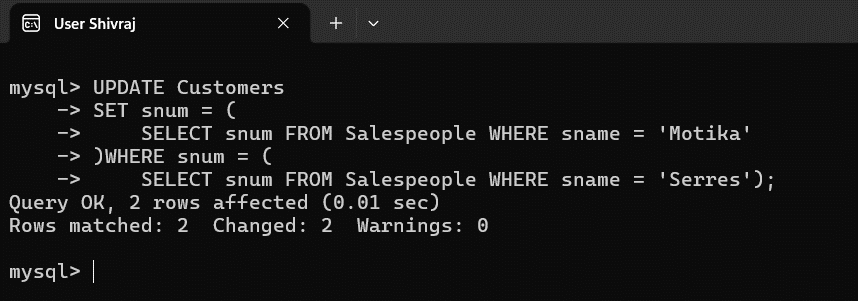 User Shivraj
mysql> UPDATE Customers
    -> SET snum = (
    ->     SELECT snum FROM Salespeople WHERE sname = 'Motika'
    -> )WHERE snum = (
    ->     SELECT snum FROM Salespeople WHERE sname = 'Serres');
Query OK, 2 rows affected (0.01 sec)
Rows matched: 2  Changed: 2  Warnings: 0
mysql>